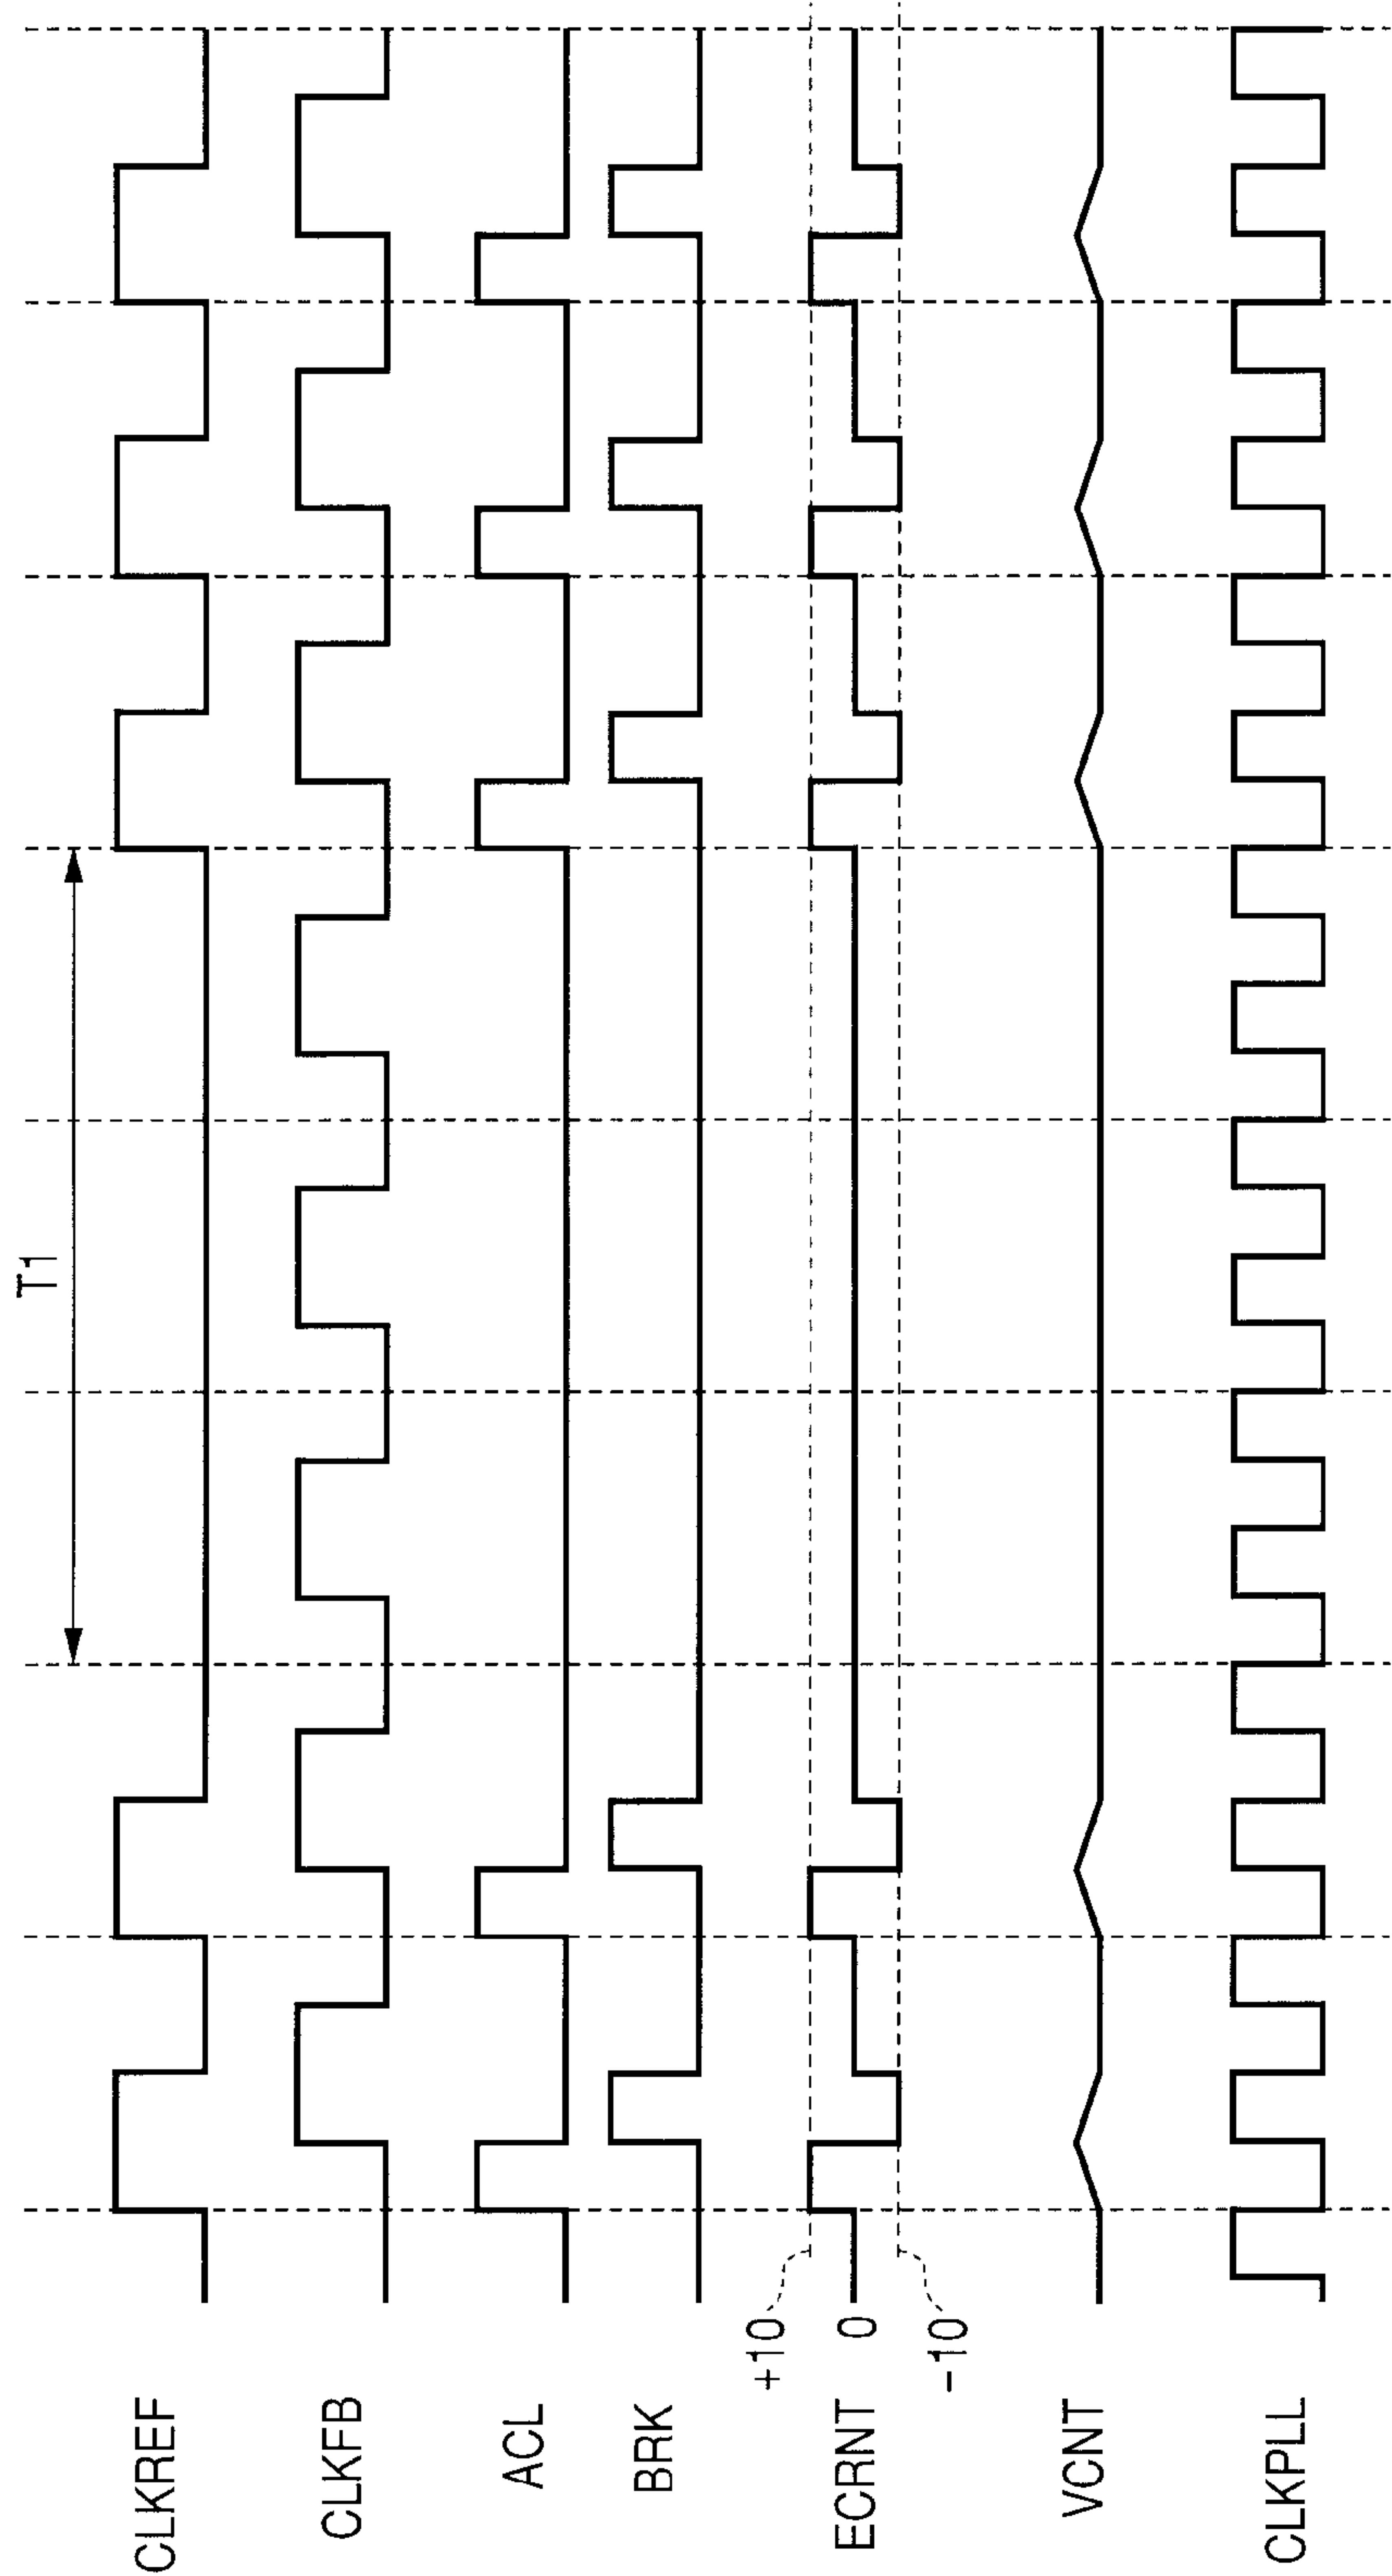 T1
CLKREF
CLKFB
ACL
BRK
+10
ECRNT 0
-10
VCNT
CLKPLL